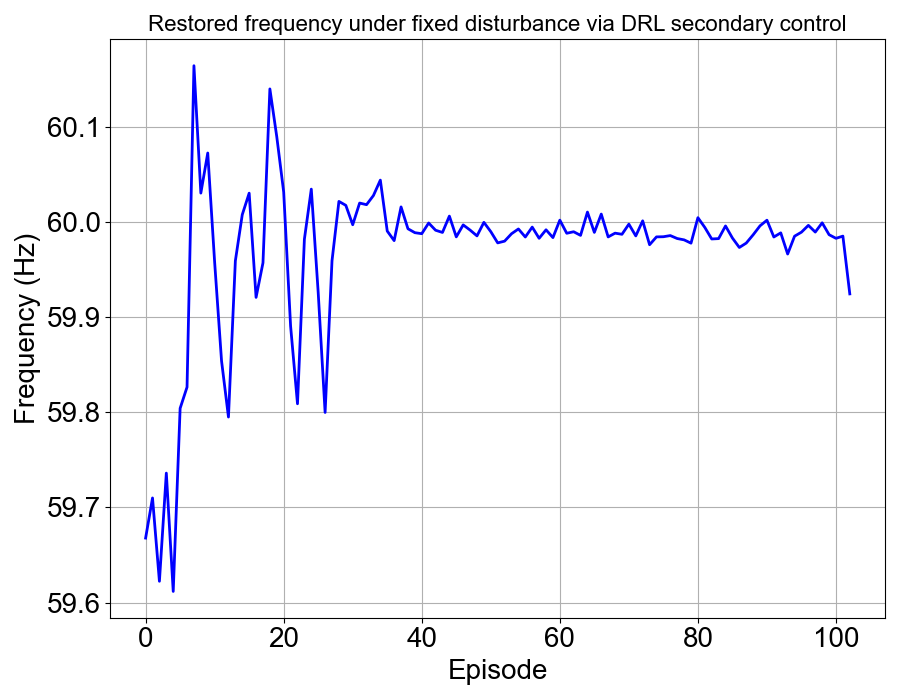 Restored frequency under fixed disturbance via DRL secondary control
60.1
60.0
59.9
59.8
59.7
59.6
Frequency (Hz)
0 20 40 60 80 100
Episode